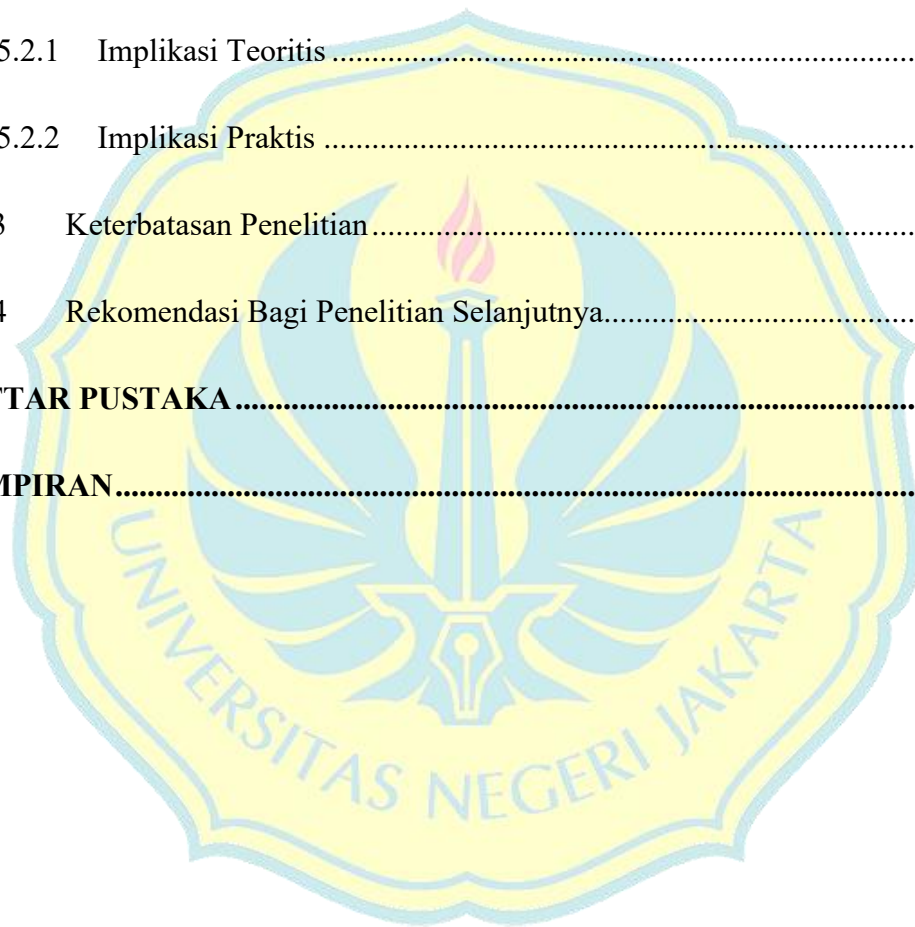 5.2.1 Implikasi Teoritis ........................................................................
5.2.2 Implikasi Praktis .........................................................................
3 Keterbatasan Penelitian ...................................................................
4 Rekomendasi Bagi Penelitian Selanjutnya.......................................
TAR PUSTAKA ....................................................................................
MPIRAN..................................................................................................
UNIVERSITAS NEGERI JAKARTA